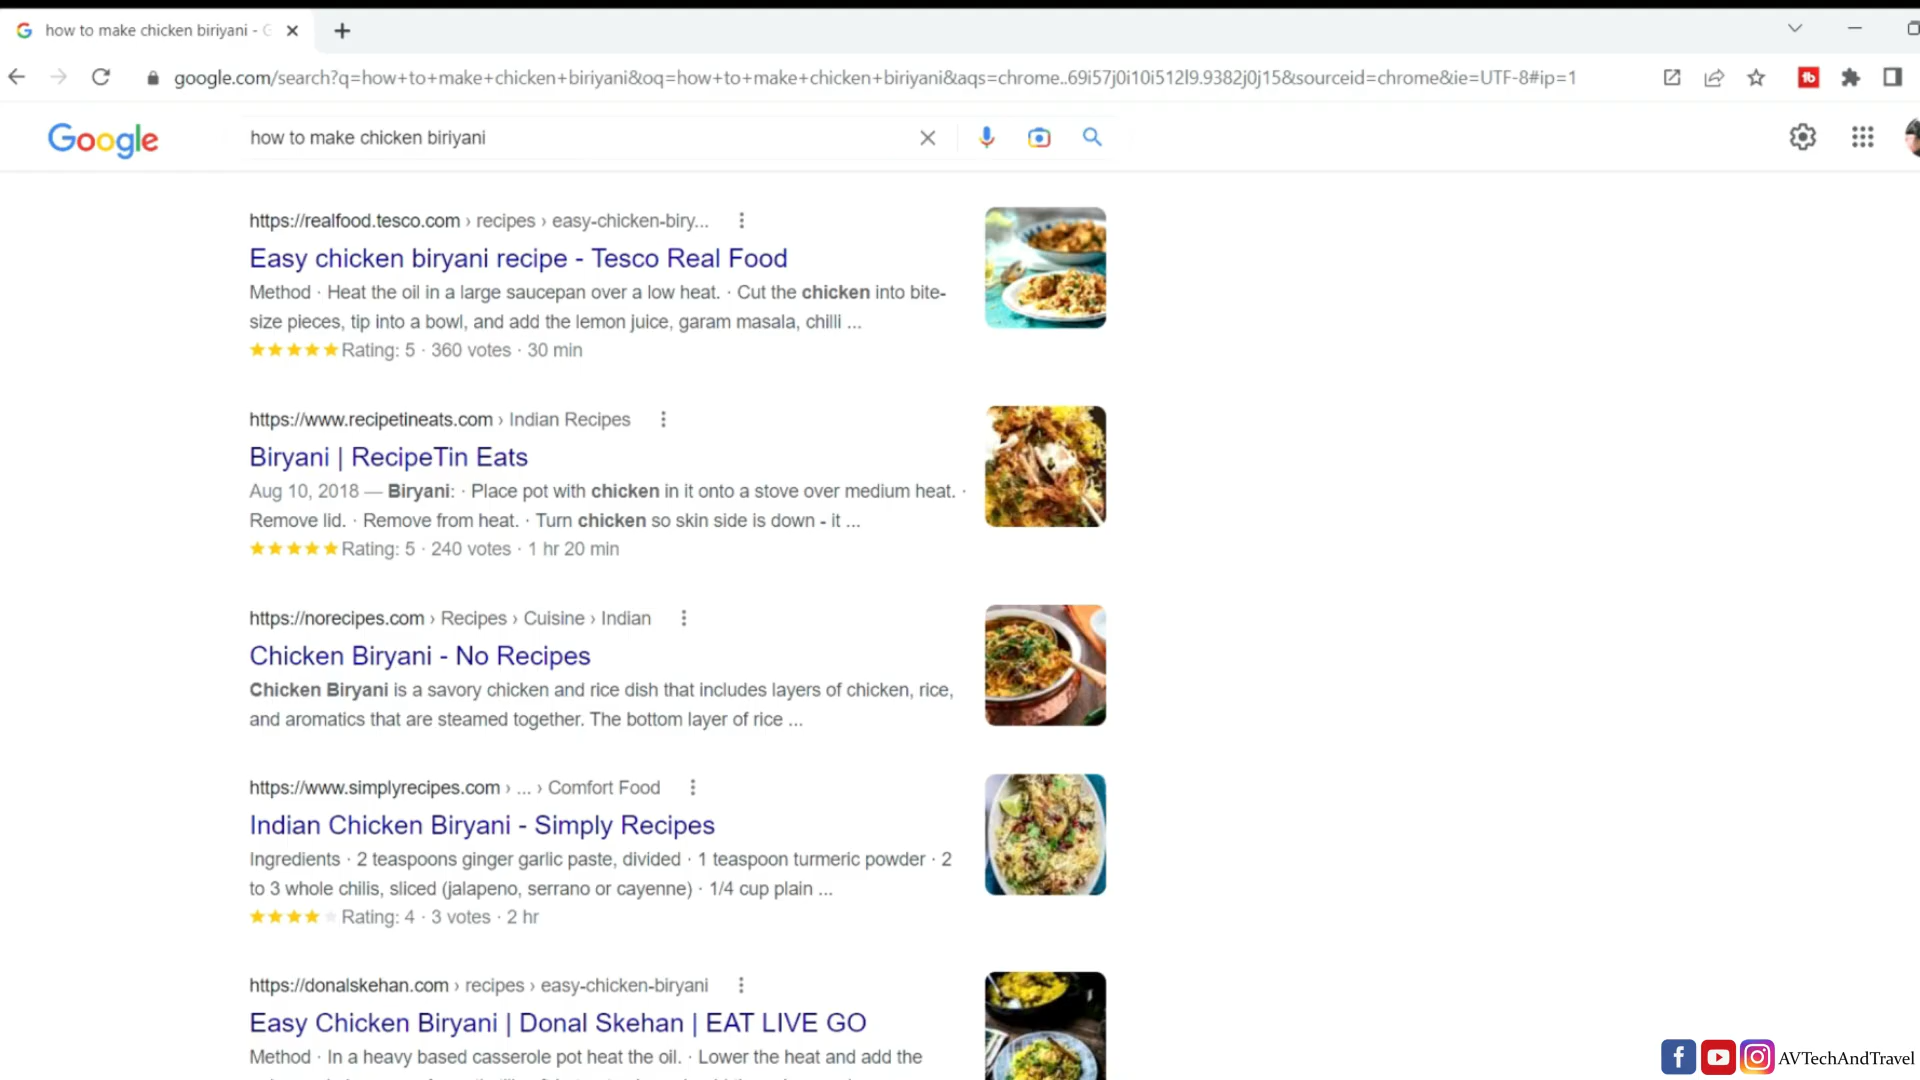 how to make chicken biriyani - G
google.com/search?q=how+to+make+chicken+biriyani&oq=how+to+make+chicken+biriyani&aqs=chrome..69i57j0i10i512l9.9382j0j15&sourceid=chrome&ie=UTF-8#ip=1
Google
how to make chicken biriyani
https://realfood.tesco.com › recipes › easy-chicken-biry...
Easy chicken biryani recipe - Tesco Real Food
Method · Heat the oil in a large saucepan over a low heat. · Cut the chicken into bite-
size pieces, tip into a bowl, and add the lemon juice, garam masala, chilli ...
Rating: 5 · 360 votes · 30 min
https://www.recipetineats.com › Indian Recipes
Biryani | RecipeTin Eats
Aug 10, 2018 — Biryani: · Place pot with chicken in it onto a stove over medium heat. ·
Remove lid. · Remove from heat. · Turn chicken so skin side is down - it ...
Rating: 5 · 240 votes · 1 hr 20 min
https://norecipes.com › Recipes › Cuisine › Indian
Chicken Biryani - No Recipes
Chicken Biryani is a savory chicken and rice dish that includes layers of chicken, rice,
and aromatics that are steamed together. The bottom layer of rice ...
https://www.simplyrecipes.com › ... › Comfort Food
Indian Chicken Biryani - Simply Recipes
Ingredients · 2 teaspoons ginger garlic paste, divided · 1 teaspoon turmeric powder · 2
to 3 whole chilis, sliced (jalapeno, serrano or cayenne) · 1/4 cup plain ...
Rating: 4 · 3 votes · 2 hr
https://donalskehan.com › recipes › easy-chicken-biryani
Easy Chicken Biryani | Donal Skehan | EAT LIVE GO
Method · In a heavy based casserole pot heat the oil. · Lower the heat and add the
AVTechAndTravel